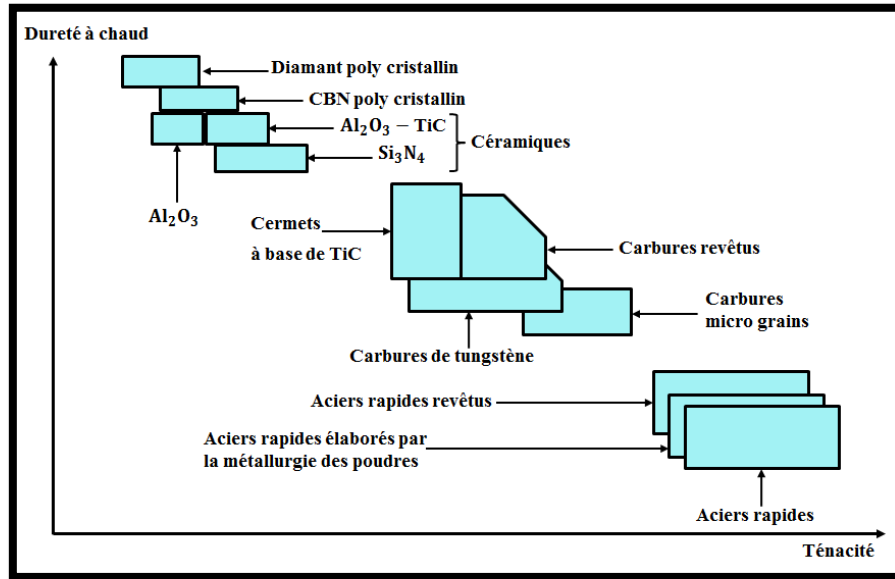 Dureté à chaud
Diamant poly cristallin
CBN poly cristallin
Al₂O₃ − TiC
Céramiques
Si₃N₄
Al₂O₃
Cermets
à base de TiC
Carbures revêtus
Carbures
micro grains
Carbures de tungstène
Aciers rapides revêtus
Aciers rapides élaborés par
la métallurgie des poudres
Aciers rapides
Ténacité